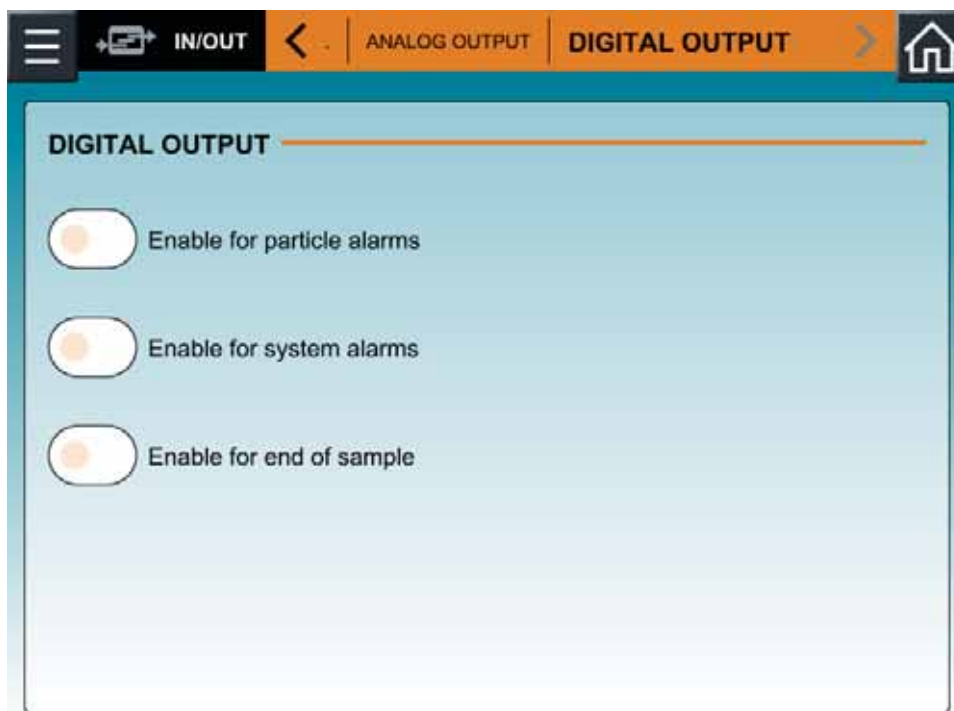 IN/OUT
. ANALOG OUTPUT DIGITAL OUTPUT
DIGITAL OUTPUT
Enable for particle alarms
Enable for system alarms
Enable for end of sample